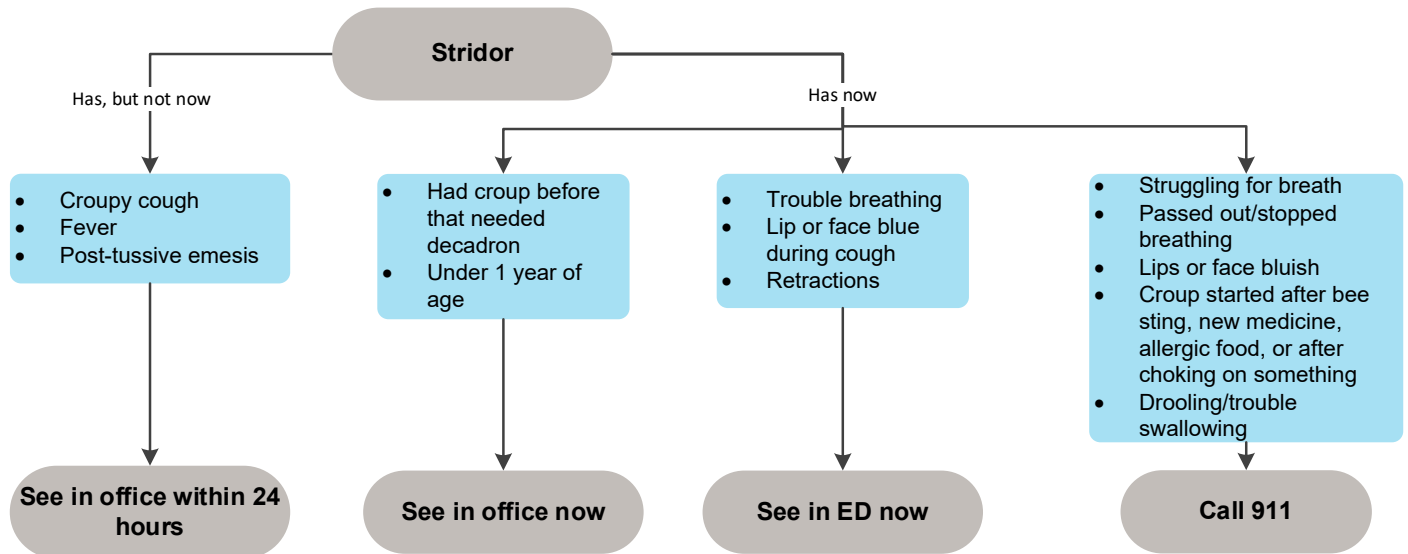 Stridor
Has, but not now
Has now
• Croupy cough
• Fever
• Post-tussive emesis
• Had croup before
that needed
decadron
• Under 1 year of
age
• Trouble breathing
• Lip or face blue
during cough
• Retractions
• Struggling for breath
• Passed out/stopped
breathing
• Lips or face bluish
• Croup started after bee
sting, new medicine,
allergic food, or after
choking on something
• Drooling/trouble
swallowing
See in office within 24
hours
See in office now
See in ED now
Call 911